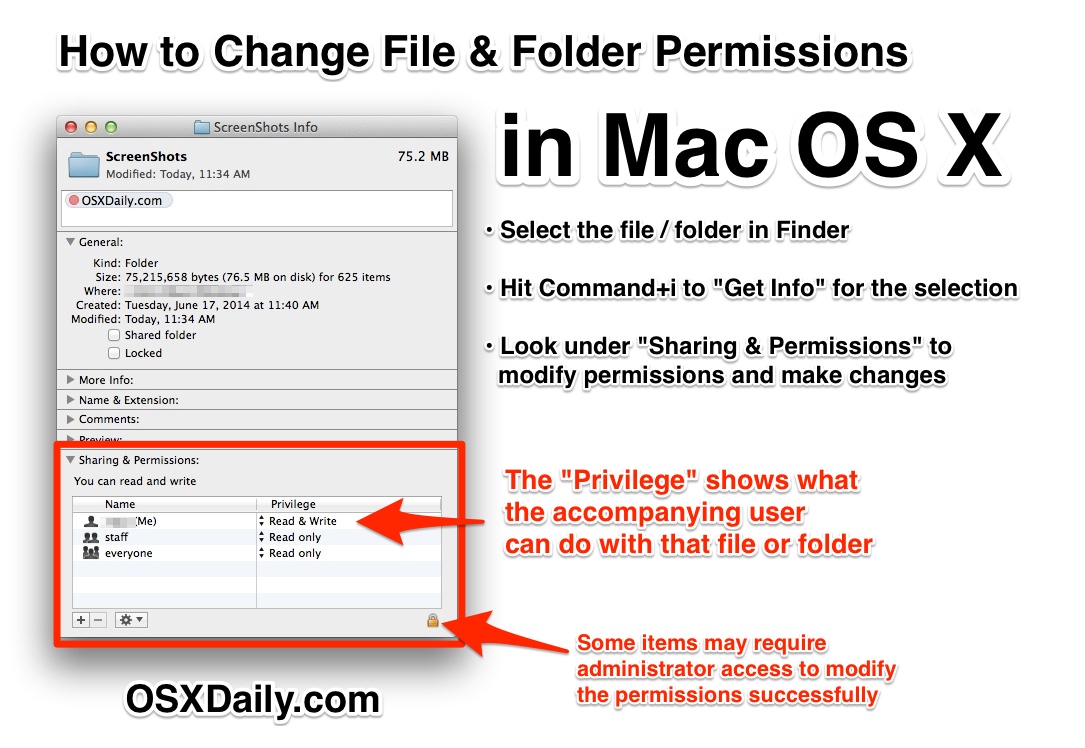 How to Change File & Folder Permissions
in Mac OS X
ScreenShots Info
ScreenShots 75.2 MB
Modified: Today, 11:34 AM
OSXDaily.com
General:
Kind: Folder
Size: 75,215,658 bytes (76.5 MB on disk) for 625 items
Where:
Created: Tuesday, June 17, 2014 at 11:40 AM
Modified: Today, 11:34 AM
Shared folder
Locked
More Info:
Name & Extension:
Comments:
Preview:
Sharing & Permissions:
You can read and write
Name Privilege
(Me) Read & Write
staff Read only
everyone Read only
· Select the file / folder in Finder
· Hit Command+i to "Get Info" for the selection
· Look under "Sharing & Permissions" to
modify permissions and make changes
The "Privilege" shows what
the accompanying user
can do with that file or folder
Some items may require
administrator access to modify
the permissions successfully
OSXDaily.com